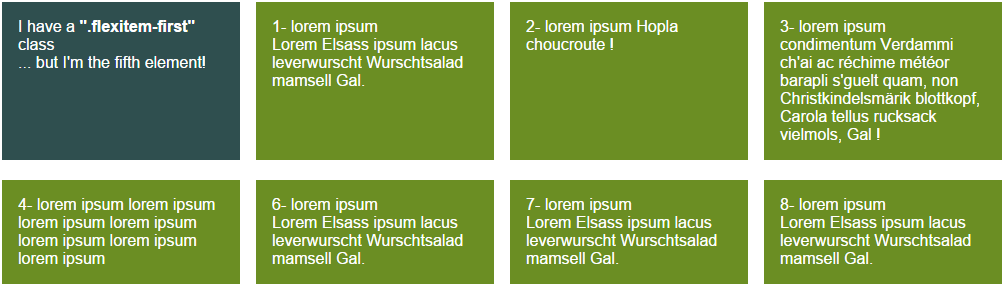 I have a ".flexitem-first"
class
... but I'm the fifth element!
1- lorem ipsum
Lorem Elsass ipsum lacus
leverwurscht Wurschtsalad
mamsell Gal.
2- lorem ipsum Hopla
choucroute !
3- lorem ipsum
condimentum Verdammi
ch'ai ac réchime météor
barapli s'guelt quam, non
Christkindelsmärik blottkopf,
Carola tellus rucksack
vielmols, Gal !
4- lorem ipsum lorem ipsum
lorem ipsum lorem ipsum
lorem ipsum lorem ipsum
lorem ipsum
6- lorem ipsum
Lorem Elsass ipsum lacus
leverwurscht Wurschtsalad
mamsell Gal.
7- lorem ipsum
Lorem Elsass ipsum lacus
leverwurscht Wurschtsalad
mamsell Gal.
8- lorem ipsum
Lorem Elsass ipsum lacus
leverwurscht Wurschtsalad
mamsell Gal.